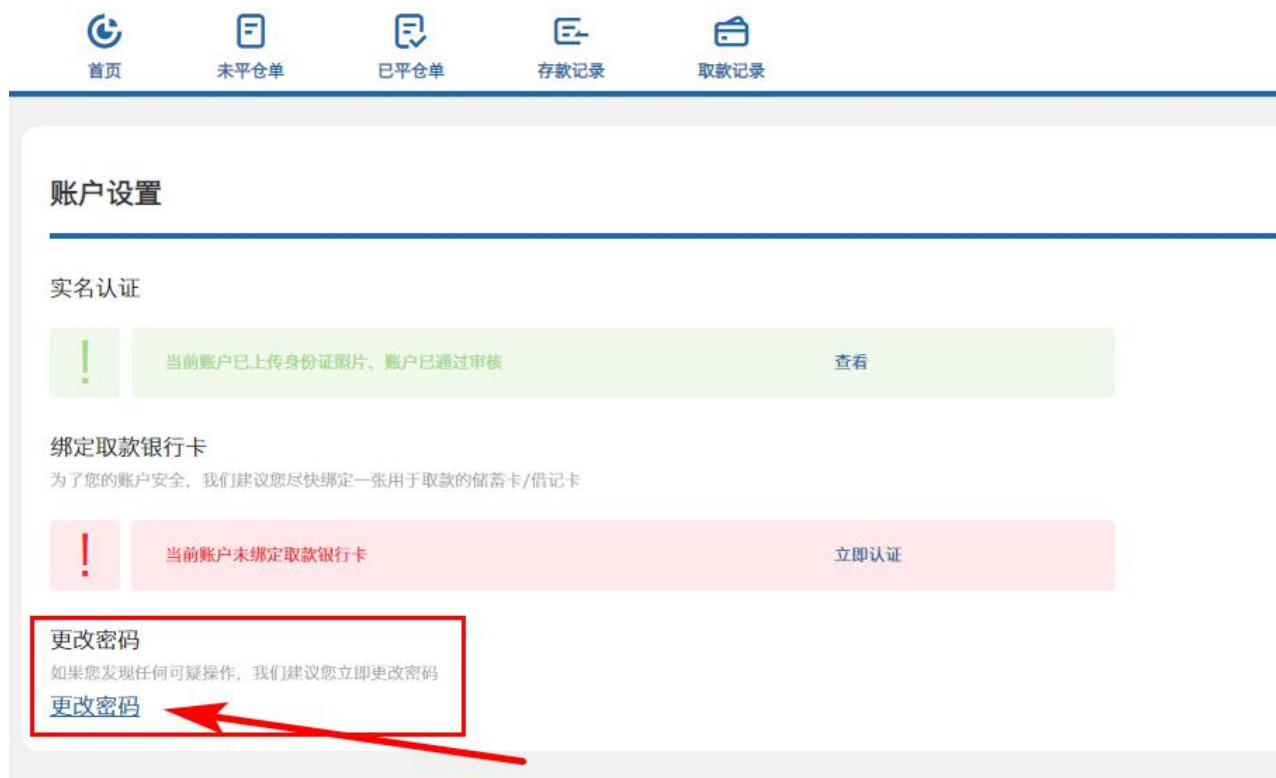 首页 未平仓单 已平仓单 存款记录 取款记录
账户设置
实名认证
! 当前账户已上传身份证照片，账户已通过审核 查看
绑定取款银行卡
为了您的账户安全，我们建议您尽快绑定一张用于取款的储蓄卡/借记卡
! 当前账户未绑定取款银行卡 立即认证
更改密码
如果您发现任何可疑操作，我们建议您立即更改密码
更改密码